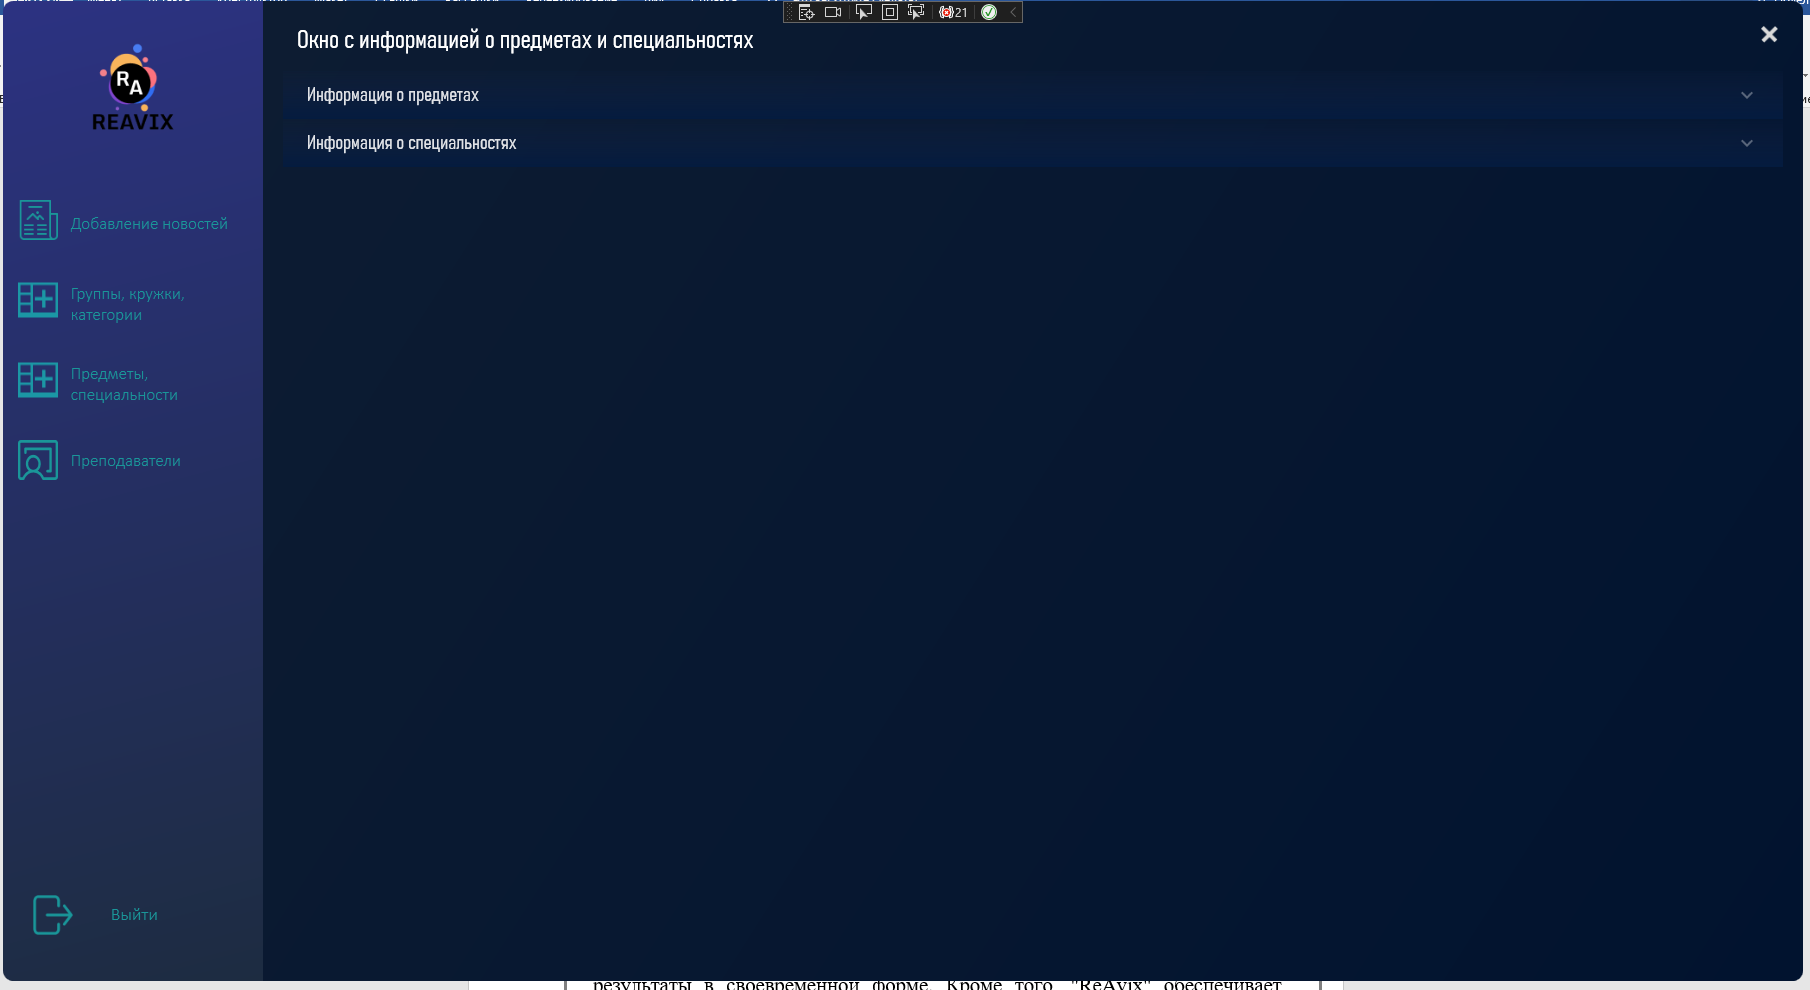 21
Окно с информацией о предметах и специальностях
Информация о предметах
Информация о специальностях
RA
REAVIX
Добавление новостей
Группы, кружки,
категории
Предметы,
специальности
Преподаватели
Выйти
результаты в своевременной форме. Кроме того, "ReAvix" обеспечивает